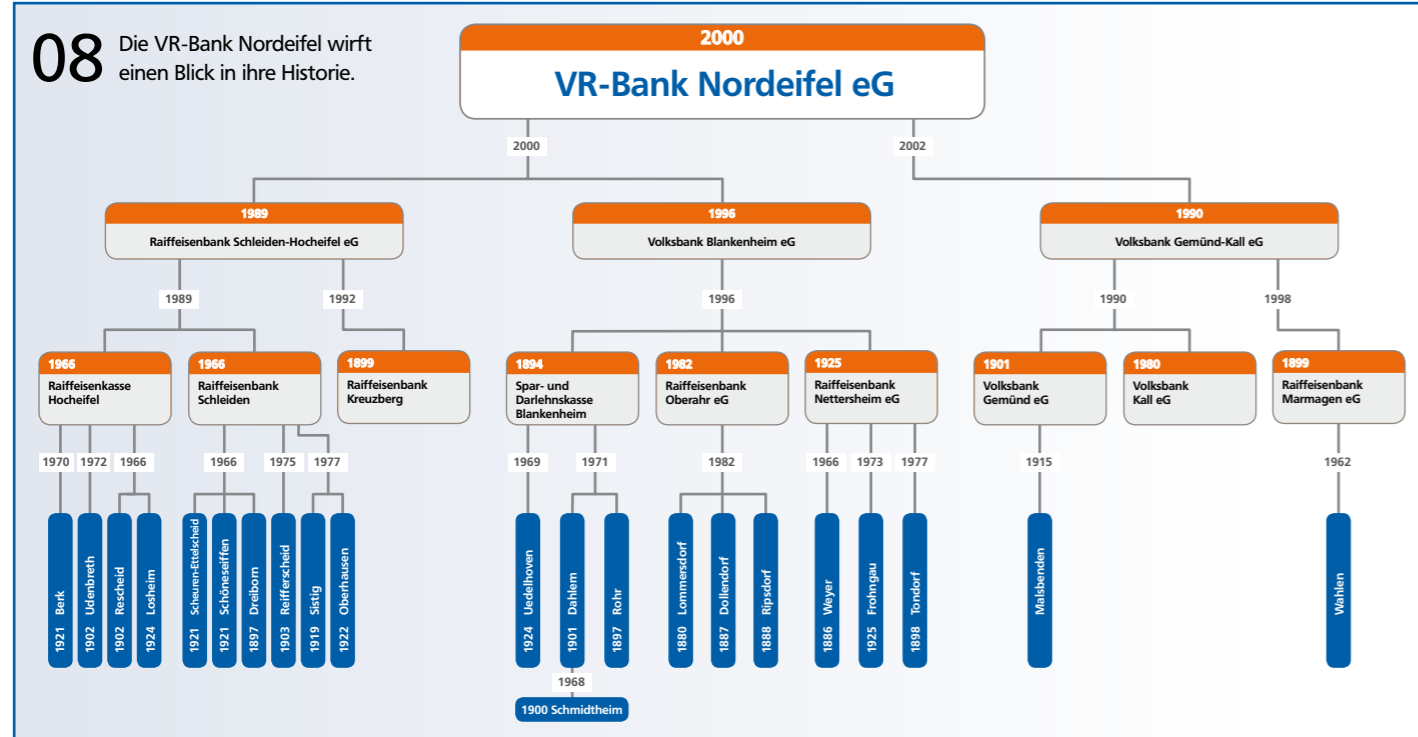 08
Die VR-Bank Nordeifel wirft
einen Blick in ihre Historie.
2000
VR-Bank Nordeifel eG
2000
2002
1989
Raiffeisenbank Schleiden-Hocheifel eG
1996
Volksbank Blankenheim eG
1990
Volksbank Gemünd-Kall eG
1989
1992
1996
1990
1998
1966
Raiffeisenkasse
Hocheifel
1966
Raiffeisenbank
Schleiden
1899
Raiffeisenbank
Kreuzberg
1894
Spar- und
Darlehnskasse
Blankenheim
1982
Raiffeisenbank
Oberahr eG
1925
Raiffeisenbank
Nettersheim eG
1901
Volksbank
Gemünd eG
1980
Volksbank
Kall eG
1899
Raiffeisenbank
Marmagen eG
1970
1972
1966
1966
1975
1977
1969
1971
1982
1966
1973
1977
1915
1962
1921 Berk
1902 Udenbreth
1902 Rescheid
1924 Losheim
1921 Scheuren-Ettelscheid
1921 Schöneseiffen
1897 Dreiborn
1903 Reifferscheid
1919 Sistig
1922 Oberhausen
1924 Uedelhoven
1901 Dahlem
1897 Rohr
1880 Lommersdorf
1887 Dollendorf
1888 Ripsdorf
1886 Weyer
1925 Frohngau
1898 Tondorf
Malsbenden
Wahlen
1968
1900 Schmidtheim